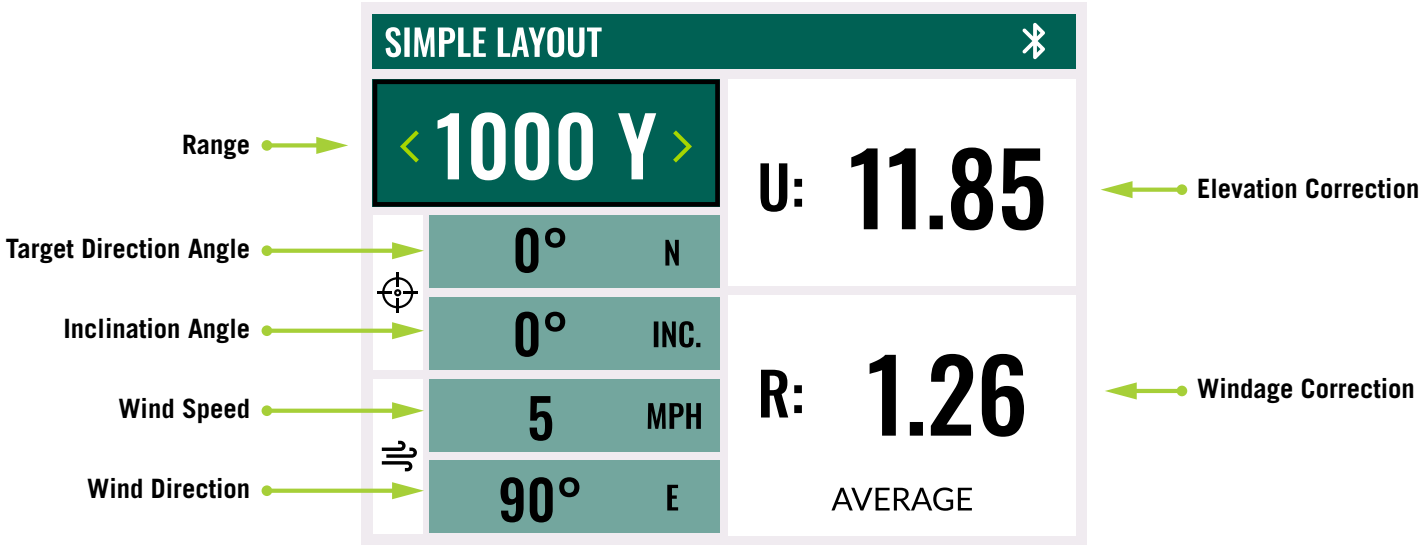 SIMPLE LAYOUT
Range
1000 Y
U: 11.85
Elevation Correction
Target Direction Angle
0° N
Inclination Angle
0° INC.
Wind Speed
5 MPH
R: 1.26
Windage Correction
Wind Direction
90° E
AVERAGE